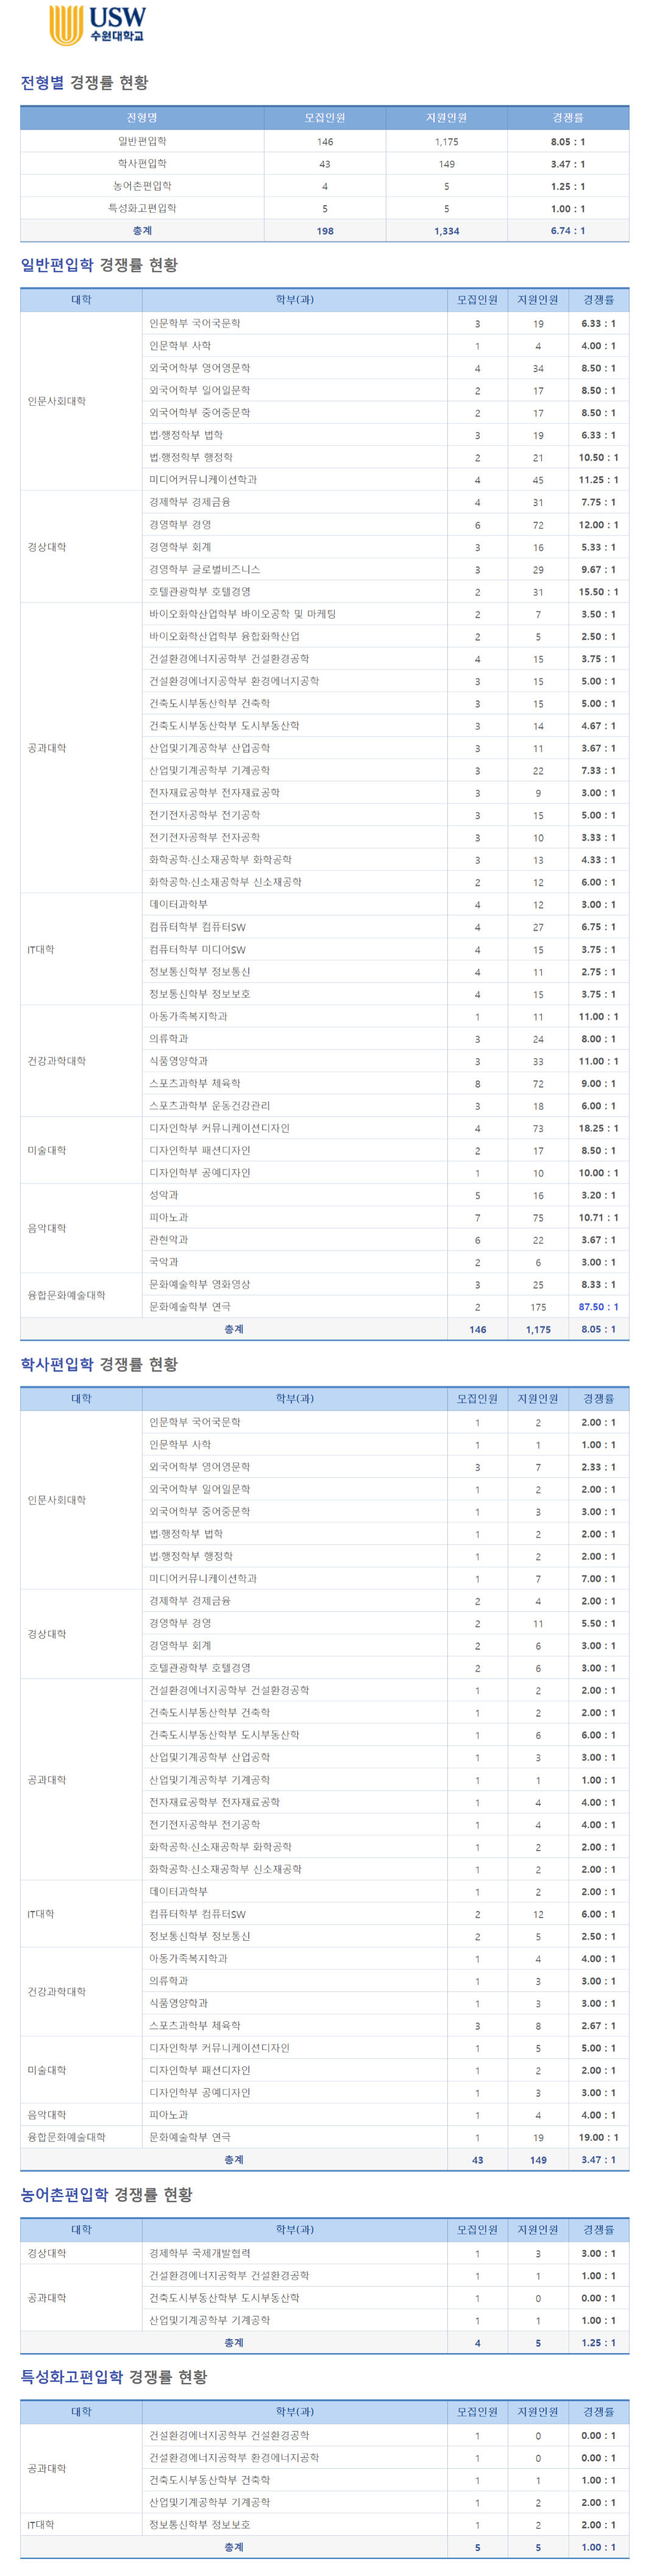 USW
수원대학교
전형별 경쟁률 현황
전형명 모집인원 지원인원 경쟁률
일반편입학 146 1,175 8.05 : 1
학사편입학 43 149 3.47 : 1
농어촌편입학 4 5 1.25 : 1
특성화고편입학 5 5 1.00 : 1
총계 198 1,334 6.74 : 1
일반편입학 경쟁률 현황
대학 학부(과) 모집인원 지원인원 경쟁률
인문사회대학 인문학부 국어국문학 3 19 6.33 : 1
인문학부 사학 1 4 4.00 : 1
외국어학부 영어영문학 4 34 8.50 : 1
외국어학부 일어일문학 2 17 8.50 : 1
외국어학부 중어중문학 2 17 8.50 : 1
법·행정학부 법학 3 19 6.33 : 1
법·행정학부 행정학 2 21 10.50 : 1
미디어커뮤니케이션학과 4 45 11.25 : 1
경상대학 경제학부 경제금융 4 31 7.75 : 1
경영학부 경영 6 72 12.00 : 1
경영학부 회계 3 16 5.33 : 1
경영학부 글로벌비즈니스 3 29 9.67 : 1
호텔관광학부 호텔경영 2 31 15.50 : 1
공과대학 바이오화학산업학부 바이오공학 및 마케팅 2 7 3.50 : 1
바이오화학산업학부 융합화학산업 2 5 2.50 : 1
건설환경에너지공학부 건설환경공학 4 15 3.75 : 1
건설환경에너지공학부 환경에너지공학 3 15 5.00 : 1
건축도시부동산학부 건축학 3 15 5.00 : 1
건축도시부동산학부 도시부동산학 3 14 4.67 : 1
산업및기계공학부 산업공학 3 11 3.67 : 1
산업및기계공학부 기계공학 3 22 7.33 : 1
전자재료공학부 전자재료공학 3 9 3.00 : 1
전기전자공학부 전기공학 3 15 5.00 : 1
전기전자공학부 전자공학 3 10 3.33 : 1
화학공학·신소재공학부 화학공학 3 13 4.33 : 1
화학공학·신소재공학부 신소재공학 2 12 6.00 : 1
IT대학 데이터과학부 4 12 3.00 : 1
컴퓨터학부 컴퓨터SW 4 27 6.75 : 1
컴퓨터학부 미디어SW 4 15 3.75 : 1
정보통신학부 정보통신 4 11 2.75 : 1
정보통신학부 정보보호 4 15 3.75 : 1
건강과학대학 아동가족복지학과 1 11 11.00 : 1
의류학과 3 24 8.00 : 1
식품영양학과 3 33 11.00 : 1
스포츠과학부 체육학 8 72 9.00 : 1
스포츠과학부 운동건강관리 3 18 6.00 : 1
미술대학 디자인학부 커뮤니케이션디자인 4 73 18.25 : 1
디자인학부 패션디자인 2 17 8.50 : 1
디자인학부 공예디자인 1 10 10.00 : 1
음악대학 성악과 5 16 3.20 : 1
피아노과 7 75 10.71 : 1
관현악과 6 22 3.67 : 1
국악과 2 6 3.00 : 1
융합문화예술대학 문화예술학부 영화영상 3 25 8.33 : 1
문화예술학부 연극 2 175 87.50 : 1
총계 146 1,175 8.05 : 1
학사편입학 경쟁률 현황
대학 학부(과) 모집인원 지원인원 경쟁률
인문사회대학 인문학부 국어국문학 1 2 2.00 : 1
인문학부 사학 1 1 1.00 : 1
외국어학부 영어영문학 3 7 2.33 : 1
외국어학부 일어일문학 1 2 2.00 : 1
외국어학부 중어중문학 1 3 3.00 : 1
법·행정학부 법학 1 2 2.00 : 1
법·행정학부 행정학 1 2 2.00 : 1
미디어커뮤니케이션학과 1 7 7.00 : 1
경상대학 경제학부 경제금융 2 4 2.00 : 1
경영학부 경영 2 11 5.50 : 1
경영학부 회계 2 6 3.00 : 1
호텔관광학부 호텔경영 2 6 3.00 : 1
공과대학 건설환경에너지공학부 건설환경공학 1 2 2.00 : 1
건축도시부동산학부 건축학 1 2 2.00 : 1
건축도시부동산학부 도시부동산학 1 6 6.00 : 1
산업및기계공학부 산업공학 1 3 3.00 : 1
산업및기계공학부 기계공학 1 1 1.00 : 1
전자재료공학부 전자재료공학 1 4 4.00 : 1
전기전자공학부 전기공학 1 4 4.00 : 1
화학공학·신소재공학부 화학공학 1 2 2.00 : 1
화학공학·신소재공학부 신소재공학 1 2 2.00 : 1
IT대학 데이터과학부 1 2 2.00 : 1
컴퓨터학부 컴퓨터SW 2 12 6.00 : 1
정보통신학부 정보통신 2 5 2.50 : 1
건강과학대학 아동가족복지학과 1 4 4.00 : 1
의류학과 1 3 3.00 : 1
식품영양학과 1 3 3.00 : 1
스포츠과학부 체육학 3 8 2.67 : 1
미술대학 디자인학부 커뮤니케이션디자인 1 5 5.00 : 1
디자인학부 패션디자인 1 2 2.00 : 1
디자인학부 공예디자인 1 3 3.00 : 1
음악대학 피아노과 1 4 4.00 : 1
융합문화예술대학 문화예술학부 연극 1 19 19.00 : 1
총계 43 149 3.47 : 1
농어촌편입학 경쟁률 현황
대학 학부(과) 모집인원 지원인원 경쟁률
경상대학 경제학부 국제개발협력 1 3 3.00 : 1
공과대학 건설환경에너지공학부 건설환경공학 1 1 1.00 : 1
건축도시부동산학부 도시부동산학 1 0 0.00 : 1
산업및기계공학부 기계공학 1 1 1.00 : 1
총계 4 5 1.25 : 1
특성화고편입학 경쟁률 현황
대학 학부(과) 모집인원 지원인원 경쟁률
공과대학 건설환경에너지공학부 건설환경공학 1 0 0.00 : 1
건설환경에너지공학부 환경에너지공학 1 0 0.00 : 1
건축도시부동산학부 건축학 1 1 1.00 : 1
산업및기계공학부 기계공학 1 2 2.00 : 1
IT대학 정보통신학부 정보보호 1 2 2.00 : 1
총계 5 5 1.00 : 1